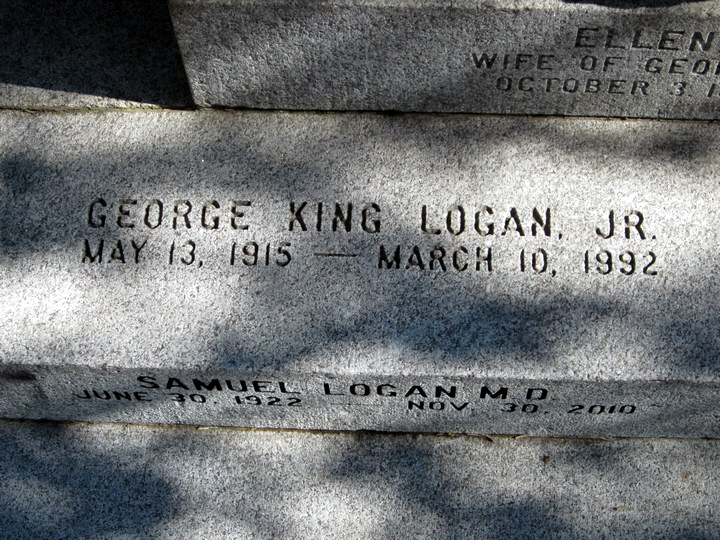 ELLEN
WIFE OF
OCTOBER 3
GEORGE KING LOGAN, JR.
MAY 13, 1915 — MARCH 10, 1992
SAMUEL LOGAN M.D.
JUNE 30, 1922 NOV. 30, 2010